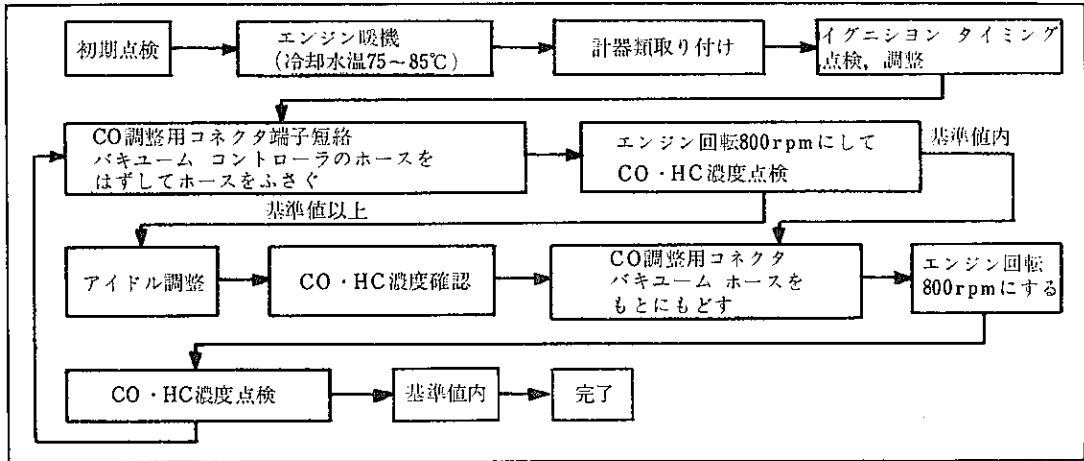 初期点検
エンジン暖機
(冷却水温75~85℃)
計器類取り付け
イグニシヨン タイミング
点検, 調整
CO調整用コネクタ端子短絡
バキユーム コントローラのホースを
はずしてホースをふさぐ
エンジン回転800rpmにして
CO・HC濃度点検
基準値内
基準値以上
アイドル調整
CO・HC濃度確認
CO調整用コネクタ
バキユーム ホースを
もとにもどす
エンジン回転
800rpmにする
CO・HC濃度点検
基準値内
完了